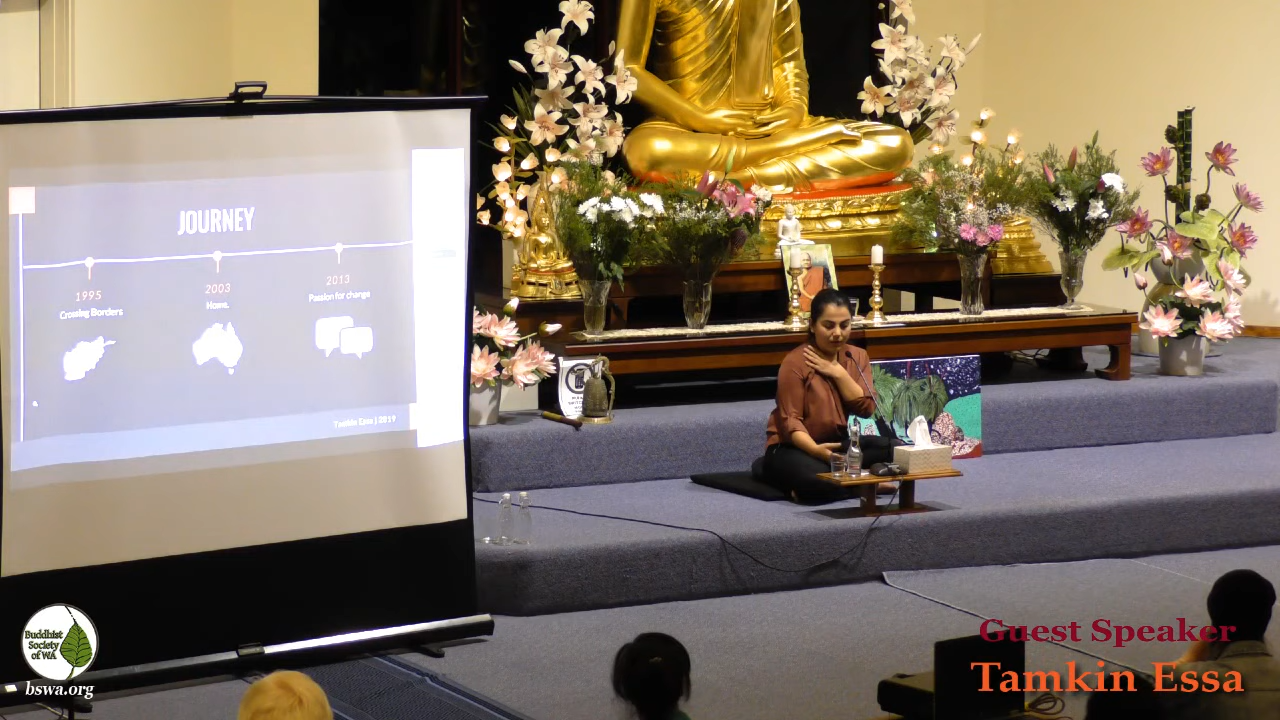 JOURNEY
1995
Crossing Borders
2003
Home.
2013
Passion for change
Tamkin Essa | 2019
Buddhist
Society
of WA
bswa.org
Guest Speaker
Tamkin Essa